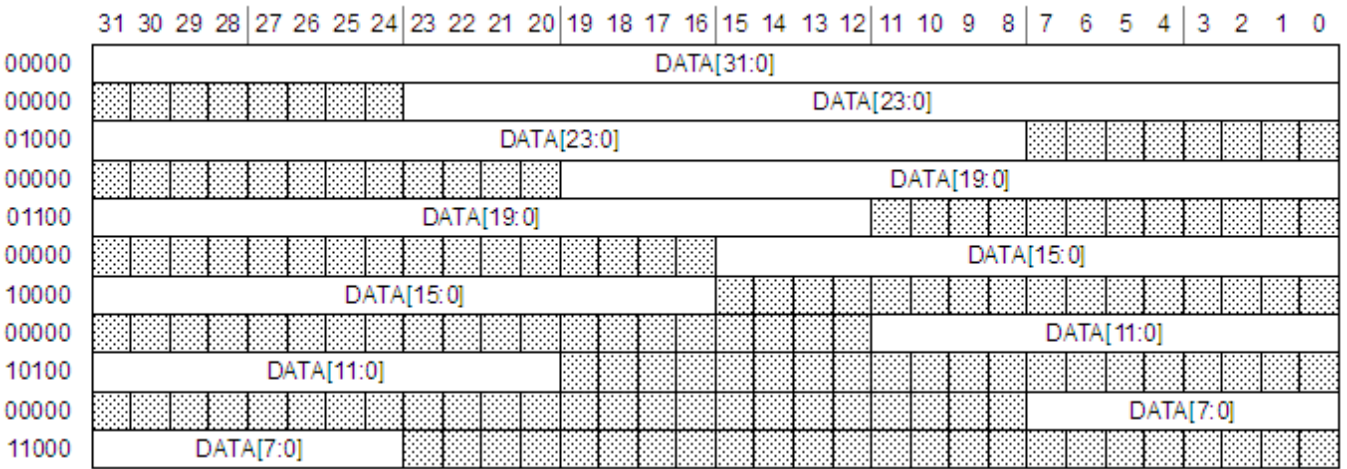 31 30 29 28 27 26 25 24 23 22 21 20 19 18 17 16 15 14 13 12 11 10 9 8 7 6 5 4 3 2 1 0
00000 DATA[31:0]
00000 DATA[23:0]
01000 DATA[23:0]
00000 DATA[19:0]
01100 DATA[19:0]
00000 DATA[15:0]
10000 DATA[15:0]
00000 DATA[11:0]
10100 DATA[11:0]
00000 DATA[7:0]
11000 DATA[7:0]